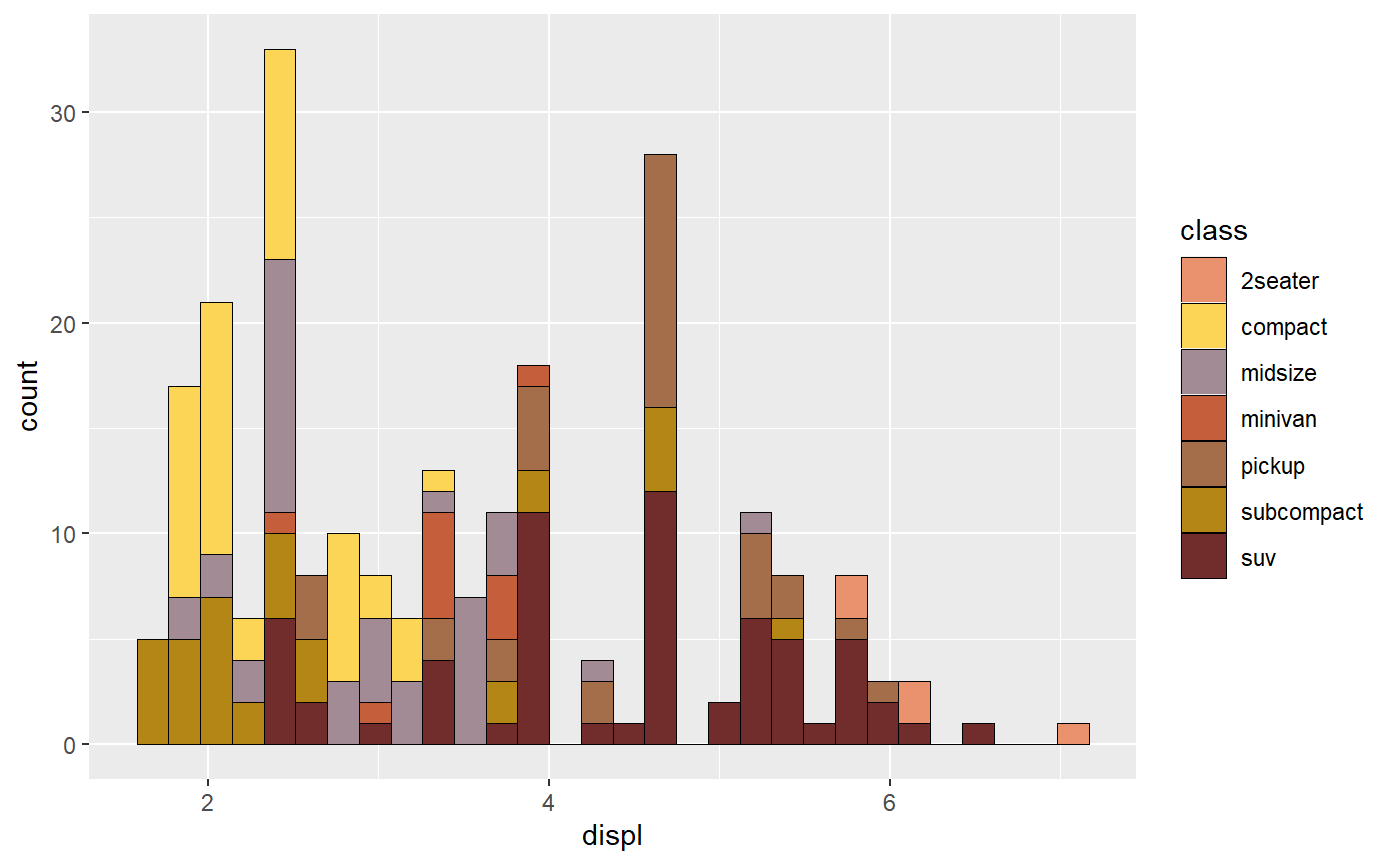 30
20
10
0
count
2 4 6
displ
class
2seater
compact
midsize
minivan
pickup
subcompact
suv